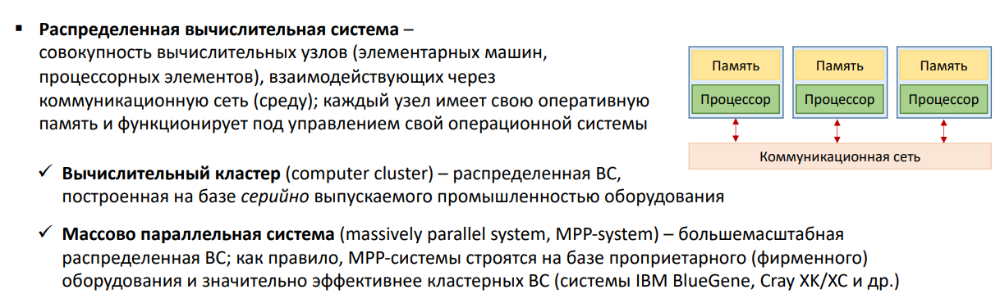 ▪ Распределенная вычислительная система –
совокупность вычислительных узлов (элементарных машин,
процессорных элементов), взаимодействующих через
коммуникационную сеть (среду); каждый узел имеет свою оперативную
память и функционирует под управлением свой операционной системы
Память Память Память
Процессор Процессор Процессор
Коммуникационная сеть
✓ Вычислительный кластер (computer cluster) – распределенная ВС,
построенная на базе серийно выпускаемого промышленностью оборудования
✓ Массово параллельная система (massively parallel system, MPP-system) – большемасштабная
распределенная ВС; как правило, MPP-системы строятся на базе проприетарного (фирменного)
оборудования и значительно эффективнее кластерных ВС (системы IBM BlueGene, Cray XK/XC и др.)